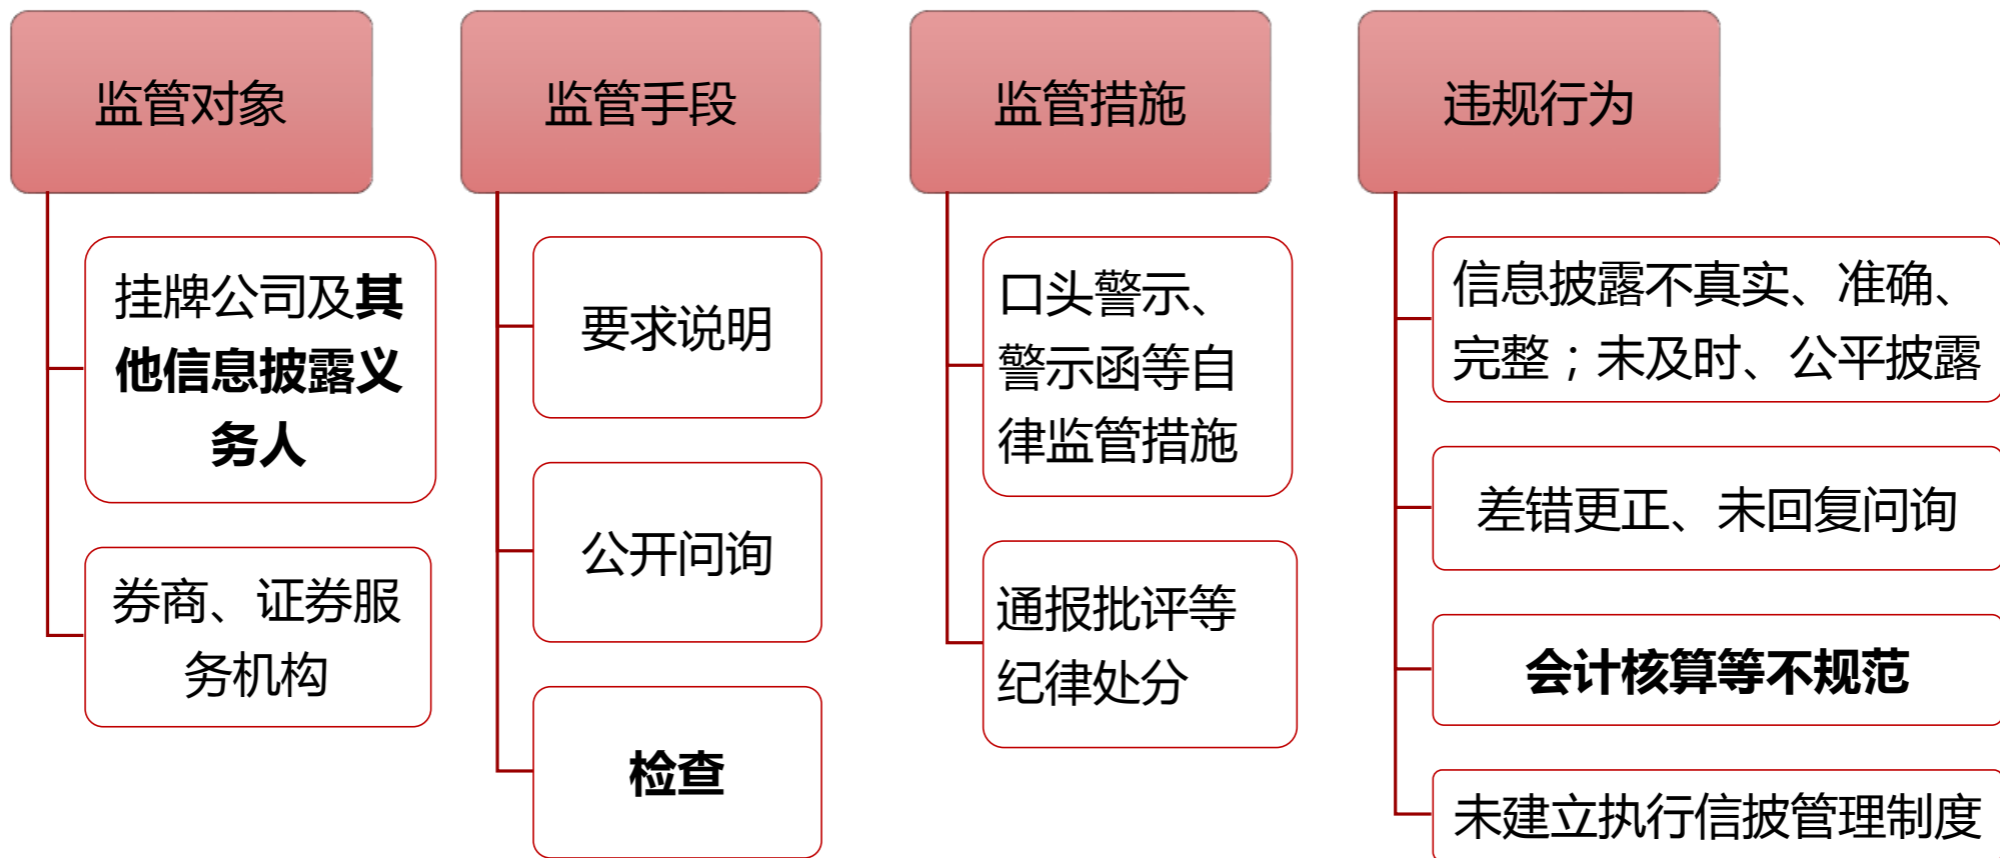 监管对象
挂牌公司及其
他信息披露义
务人
券商、证券服
务机构
监管手段
要求说明
公开问询
检查
监管措施
口头警示、
警示函等自
律监管措施
通报批评等
纪律处分
违规行为
信息披露不真实、准确、
完整；未及时、公平披露
差错更正、未回复问询
会计核算等不规范
未建立执行信披管理制度